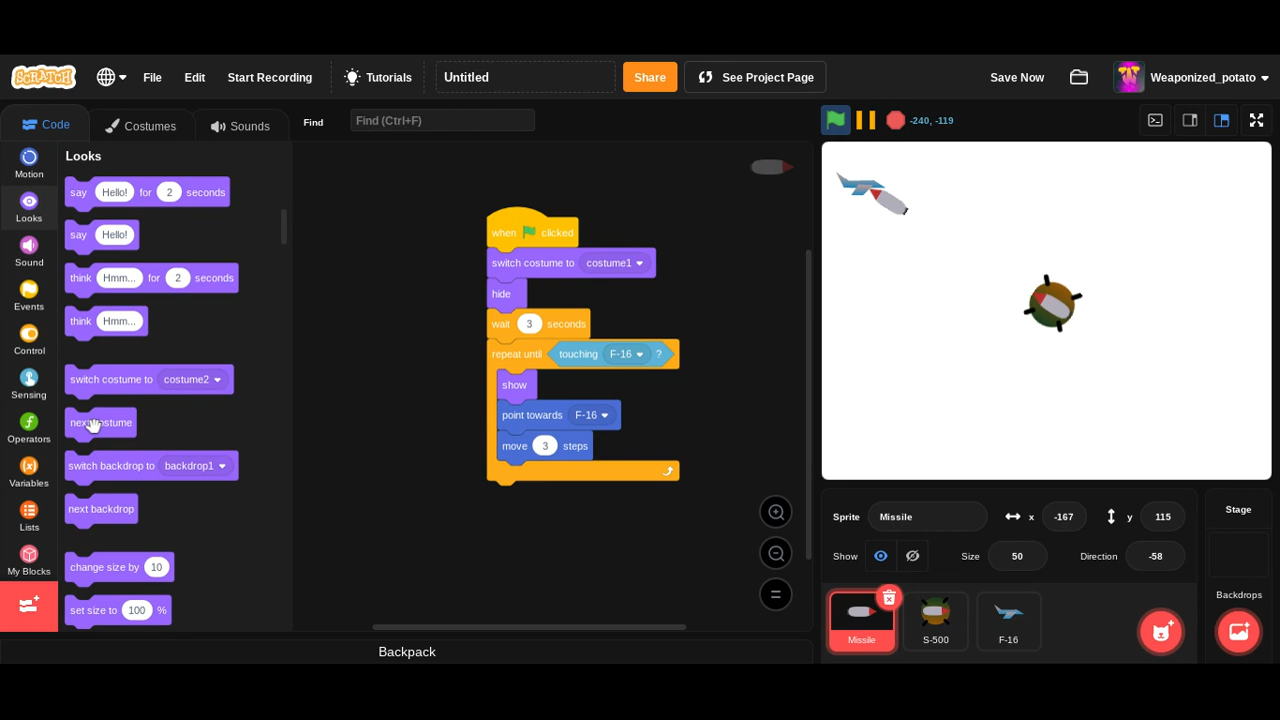 SCRATCH File Edit Start Recording Tutorials Untitled Share See Project Page Save Now Weaponized_potato
Code Costumes Sounds Find Find (Ctrl+F) -240, -119
Motion
Looks
Sound
Events
Control
Sensing
Operators
Variables
Lists
My Blocks
Looks
say Hello! for 2 seconds
say Hello!
think Hmm... for 2 seconds
think Hmm...
switch costume to costume2
next costume
switch backdrop to backdrop1
next backdrop
change size by 10
set size to 100 %
when clicked
switch costume to costume1
hide
wait 3 seconds
repeat until touching F-16 ?
show
point towards F-16
move 3 steps
Backpack
Sprite Missile x -167 y 115
Show Size 50 Direction -58
Missile S-500 F-16
Stage
Backdrops